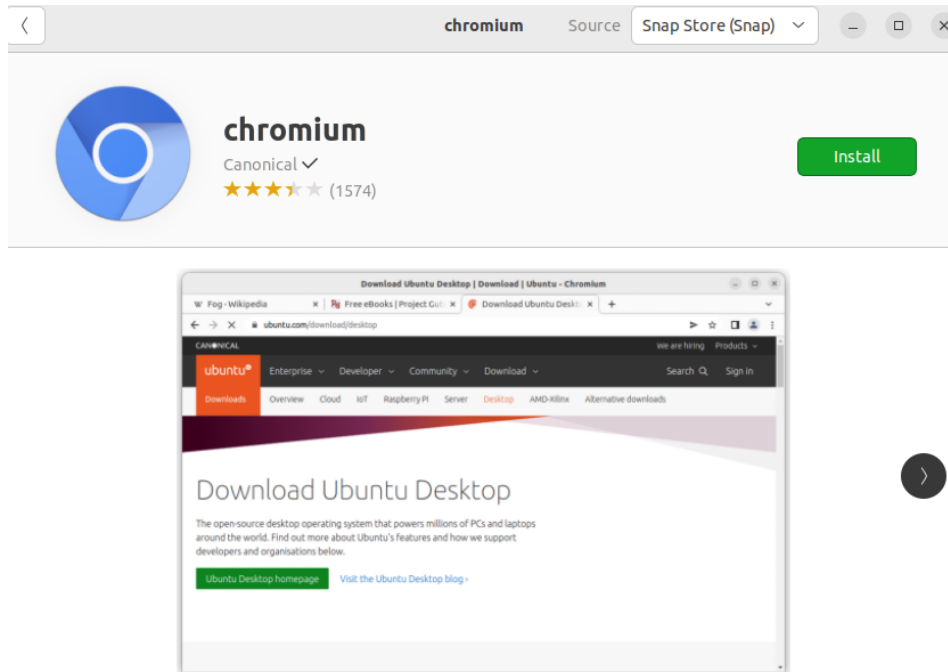 chromium Source Snap Store (Snap)
chromium
Canonical
(1574)
Install
Download Ubuntu Desktop | Download | Ubuntu - Chromium
W Fog - Wikipedia Free eBooks | Project Gut Download Ubuntu Deskt
ubuntu.com/download/desktop
CANONICAL We are hiring Products
ubuntu® Enterprise Developer Community Download Search Sign in
Downloads Overview Cloud IoT Raspberry Pi Server Desktop AMD-Xilinx Alternative downloads
Download Ubuntu Desktop
The open-source desktop operating system that powers millions of PCs and laptops
around the world. Find out more about Ubuntu's features and how we support
developers and organisations below.
Ubuntu Desktop homepage Visit the Ubuntu Desktop blog ›